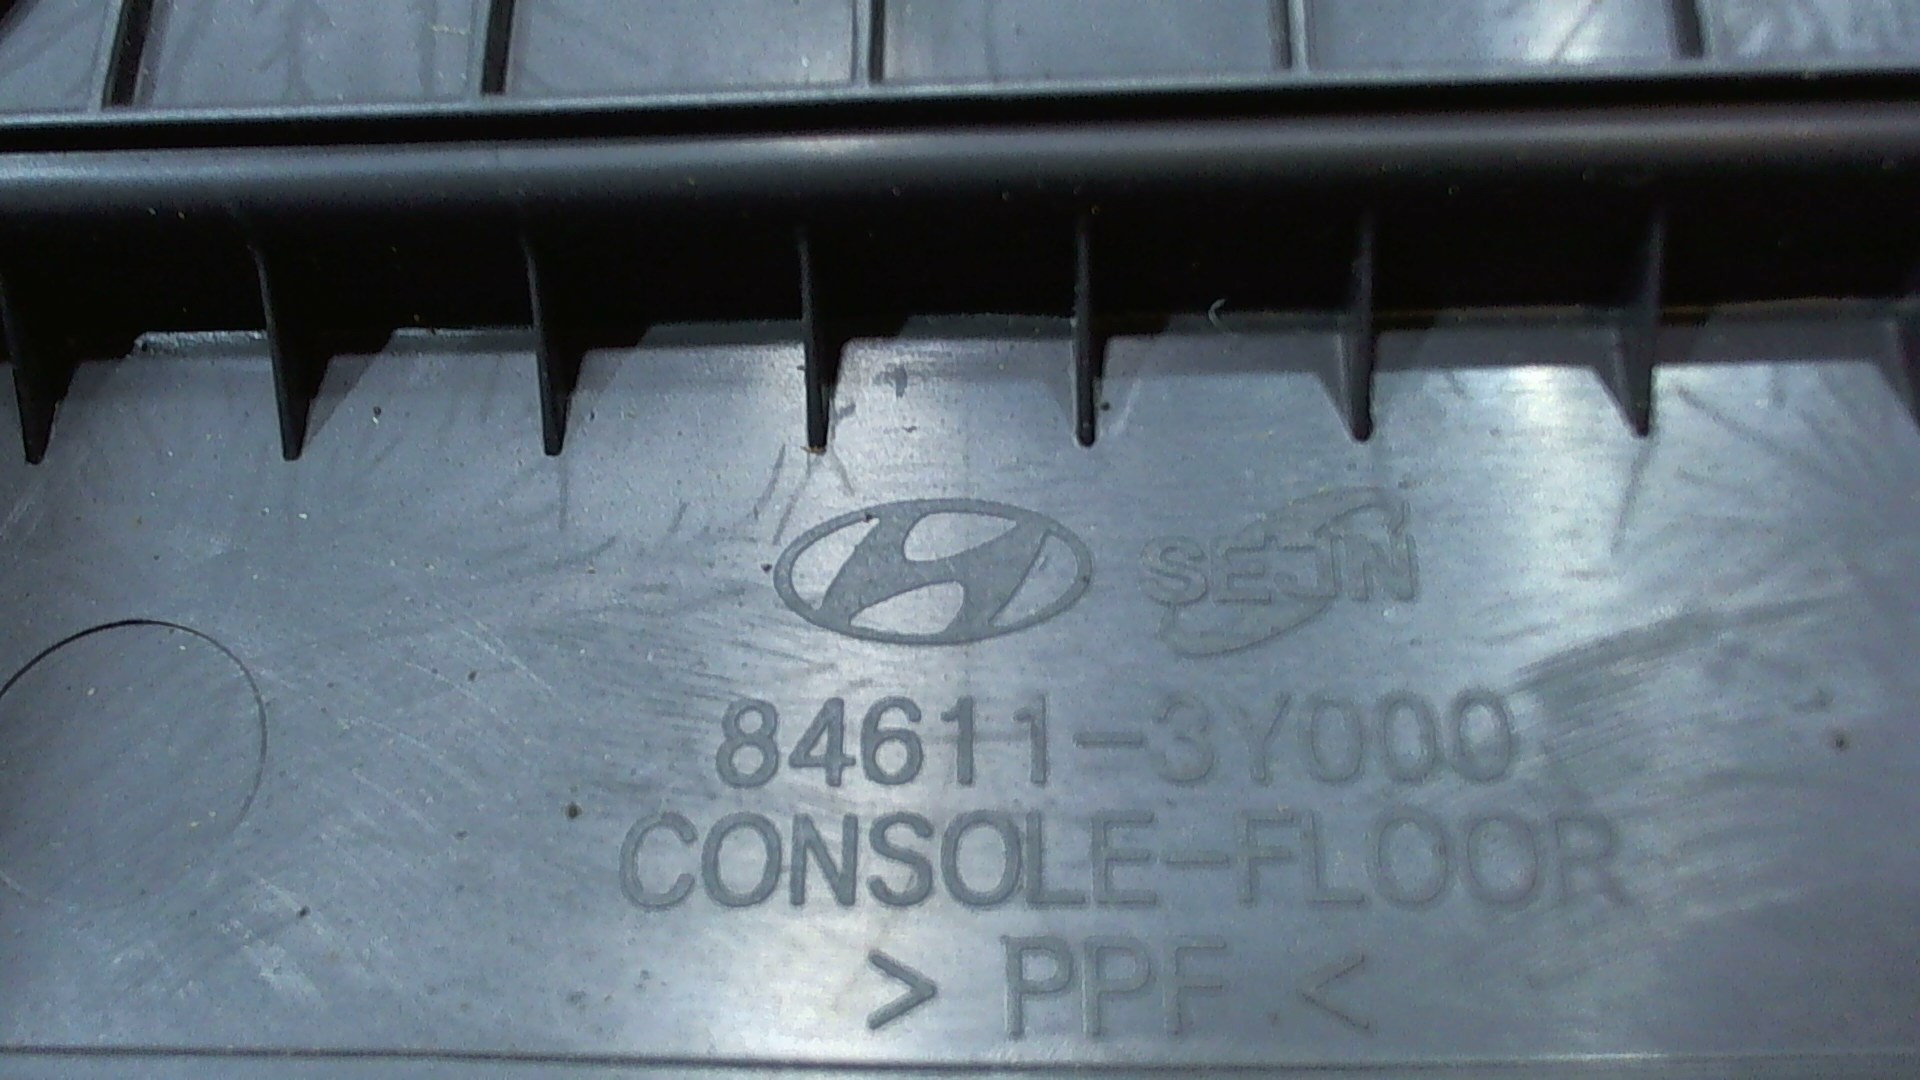 SEJIN
84611-3Y000
CONSOLE-FLOOR
> PPF <